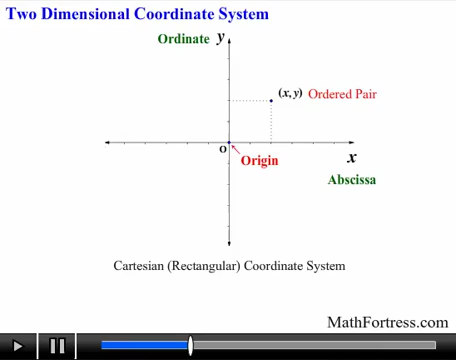 Two Dimensional Coordinate System
Ordinate y
(x, y) Ordered Pair
O
Origin
x
Abscissa
Cartesian (Rectangular) Coordinate System
MathFortress.com